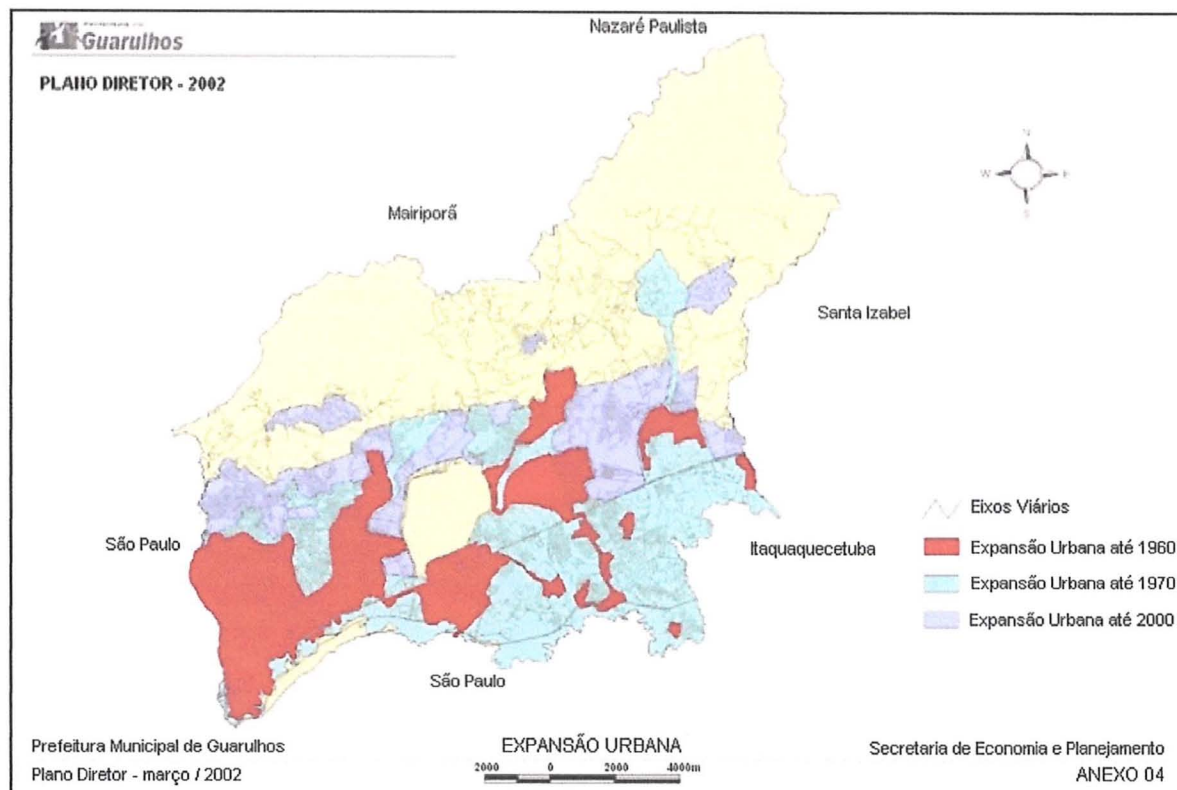 Guarulhos
PLANO DIRETOR - 2002
Nazaré Paulista
N
W
S
Mairiporã
Santa Izabel
São Paulo
Itaquaquecetuba
São Paulo
Eixos Viários
Expansão Urbana até 1960
Expansão Urbana até 1970
Expansão Urbana até 2000
Prefeitura Municipal de Guarulhos
Plano Diretor - março / 2002
EXPANSÃO URBANA
2000 0 2000 4000m
Secretaria de Economia e Planejamento
ANEXO 04